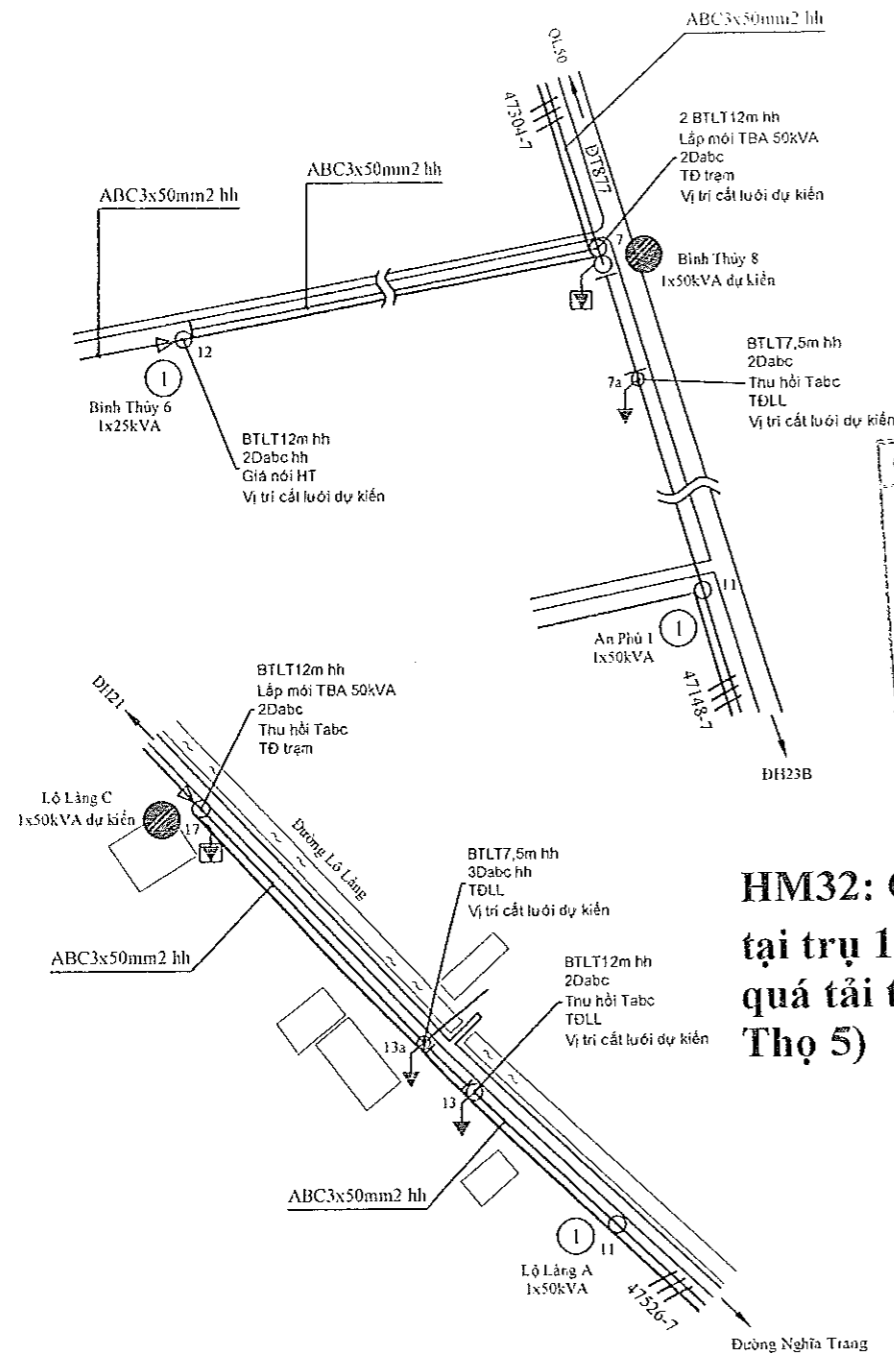 ABC3x50mm2 hh
QL50
47304-7
ĐT877
2 BTLT12m hh
Lắp mới TBA 50kVA
2Dabc
TĐ trạm
Vị trí cắt lưới dự kiến
ABC3x50mm2 hh
ABC3x50mm2 hh
7
Bình Thủy 8
1x50kVA dự kiến
12
1
Bình Thủy 6
1x25kVA
BTLT12m hh
2Dabc hh
Giá nói HT
Vị trí cắt lưới dự kiến
BTLT7,5m hh
2Dabc
Thu hồi Tabc
TĐLL
Vị trí cắt lưới dự kiến
7a
11
1
An Phú 1
1x50kVA
47148-7
ĐH23B
ĐH21
BTLT12m hh
Lắp mới TBA 50kVA
2Dabc
Thu hồi Tabc
TĐ trạm
Lộ Làng C
1x50kVA dự kiến
17
Đường Lô Làng
ABC3x50mm2 hh
BTLT7,5m hh
3Dabc hh
TĐLL
Vị trí cắt lưới dự kiến
BTLT12m hh
2Dabc
Thu hồi Tabc
TĐLL
Vị trí cắt lưới dự kiến
13a
13
ABC3x50mm2 hh
1
11
Lộ Làng A
1x50kVA
47526-7
Đường Nghĩa Trang
HM32:
tại trụ 1
quá tải t
Thọ 5)